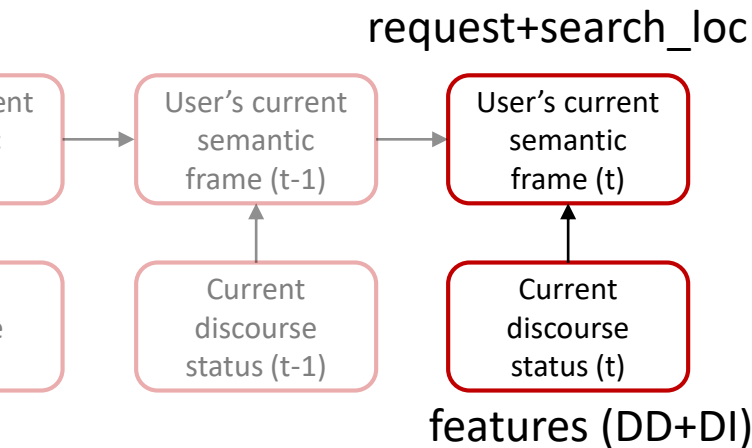 request+search_loc
User's current
semantic
frame (t-1)
User's current
semantic
frame (t)
Current
discourse
status (t-1)
Current
discourse
status (t)
features (DD+DI)